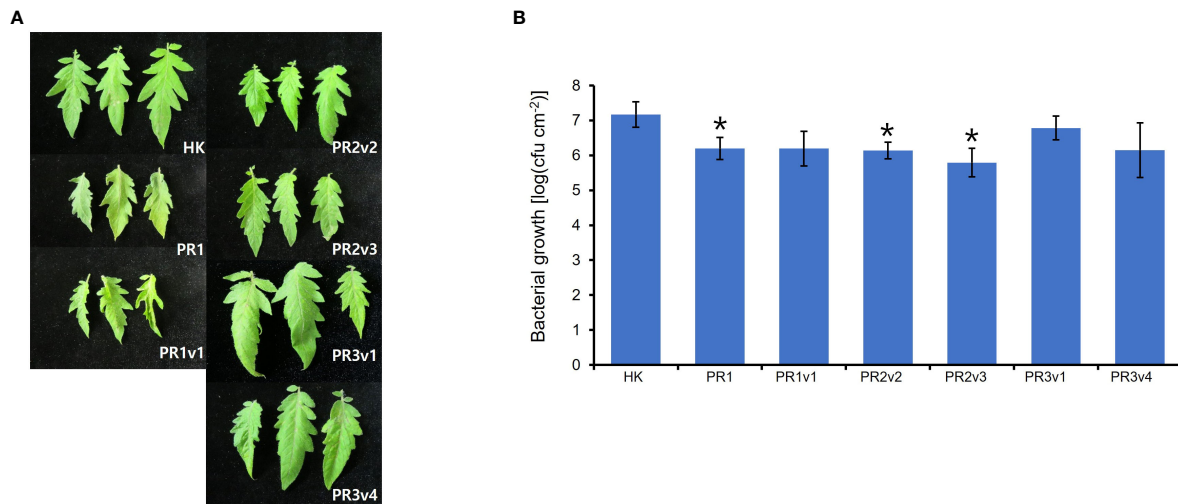 A
HK
PR2v2
PR1
PR2v3
PR1v1
PR3v1
PR3v4
B
Bacterial growth [log(cfu cm⁻²)]
8
7
6
5
4
3
2
1
0
*
*
*
HK PR1 PR1v1 PR2v2 PR2v3 PR3v1 PR3v4